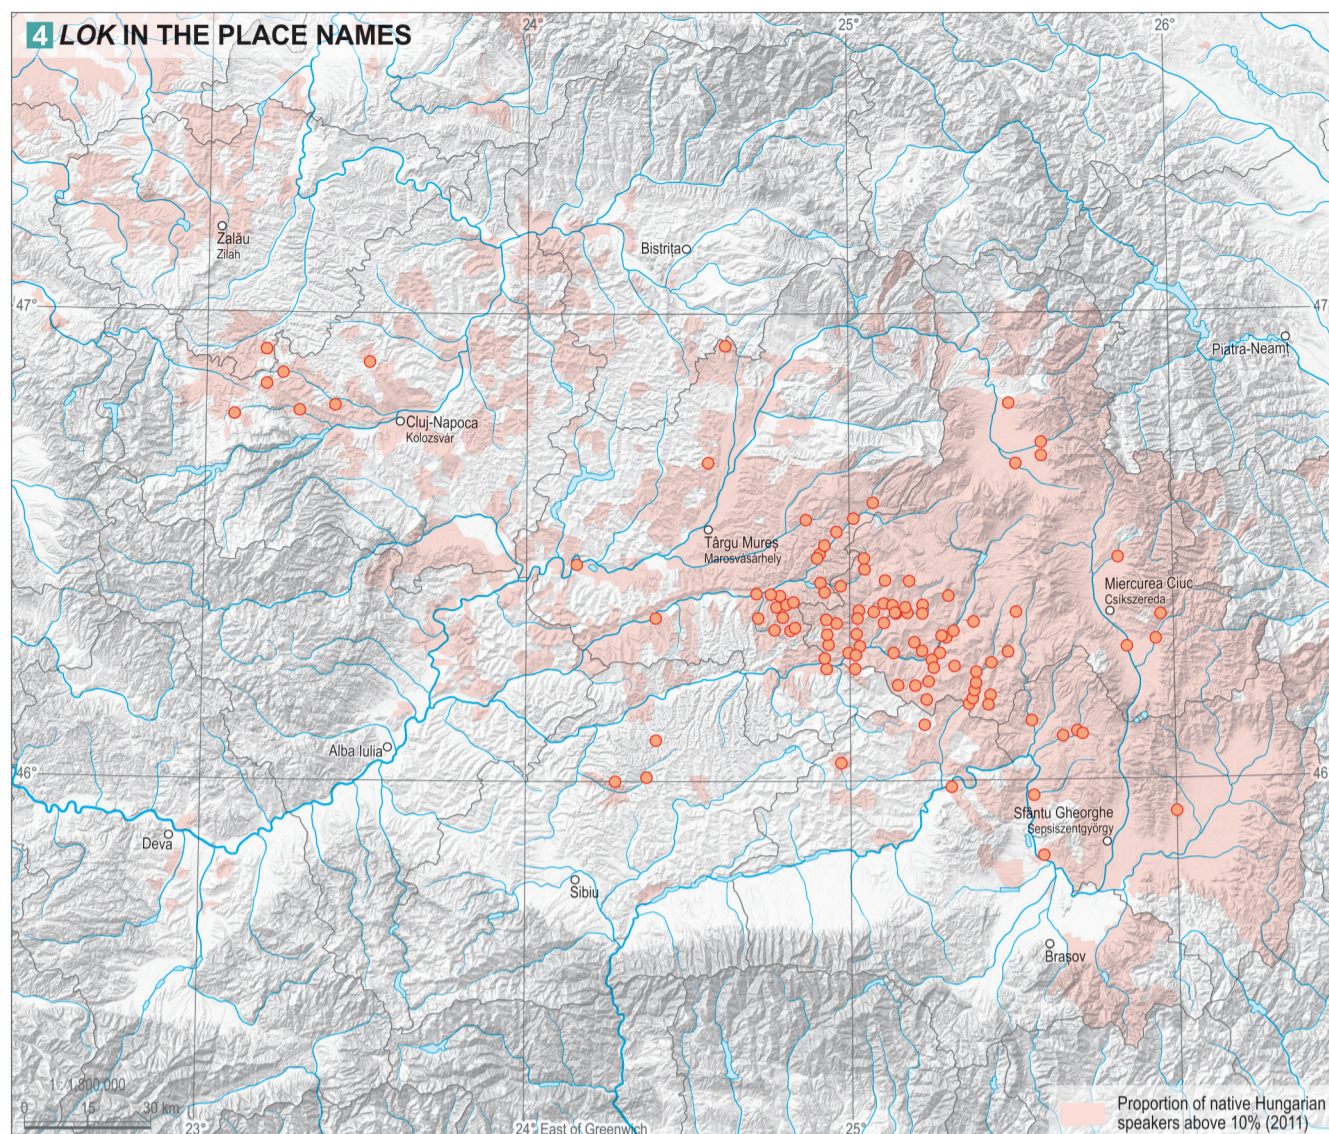 4 LOK IN THE PLACE NAMES
24°
25°
26°
Zalău
Zilah
Bistrița
47°
47
Piatra-Neamț
Cluj-Napoca
Kolozsvár
Târgu Mureș
Marosvásárhely
Miercurea Ciuc
Csíkszereda
Alba Iulia
46°
46
Sfântu Gheorghe
Sepsiszentgyörgy
Deva
Sibiu
Brașov
1 : 1,800,000
0 15 30 km
23°
24° East of Greenwich
25°
Proportion of native Hungarian
speakers above 10% (2011)